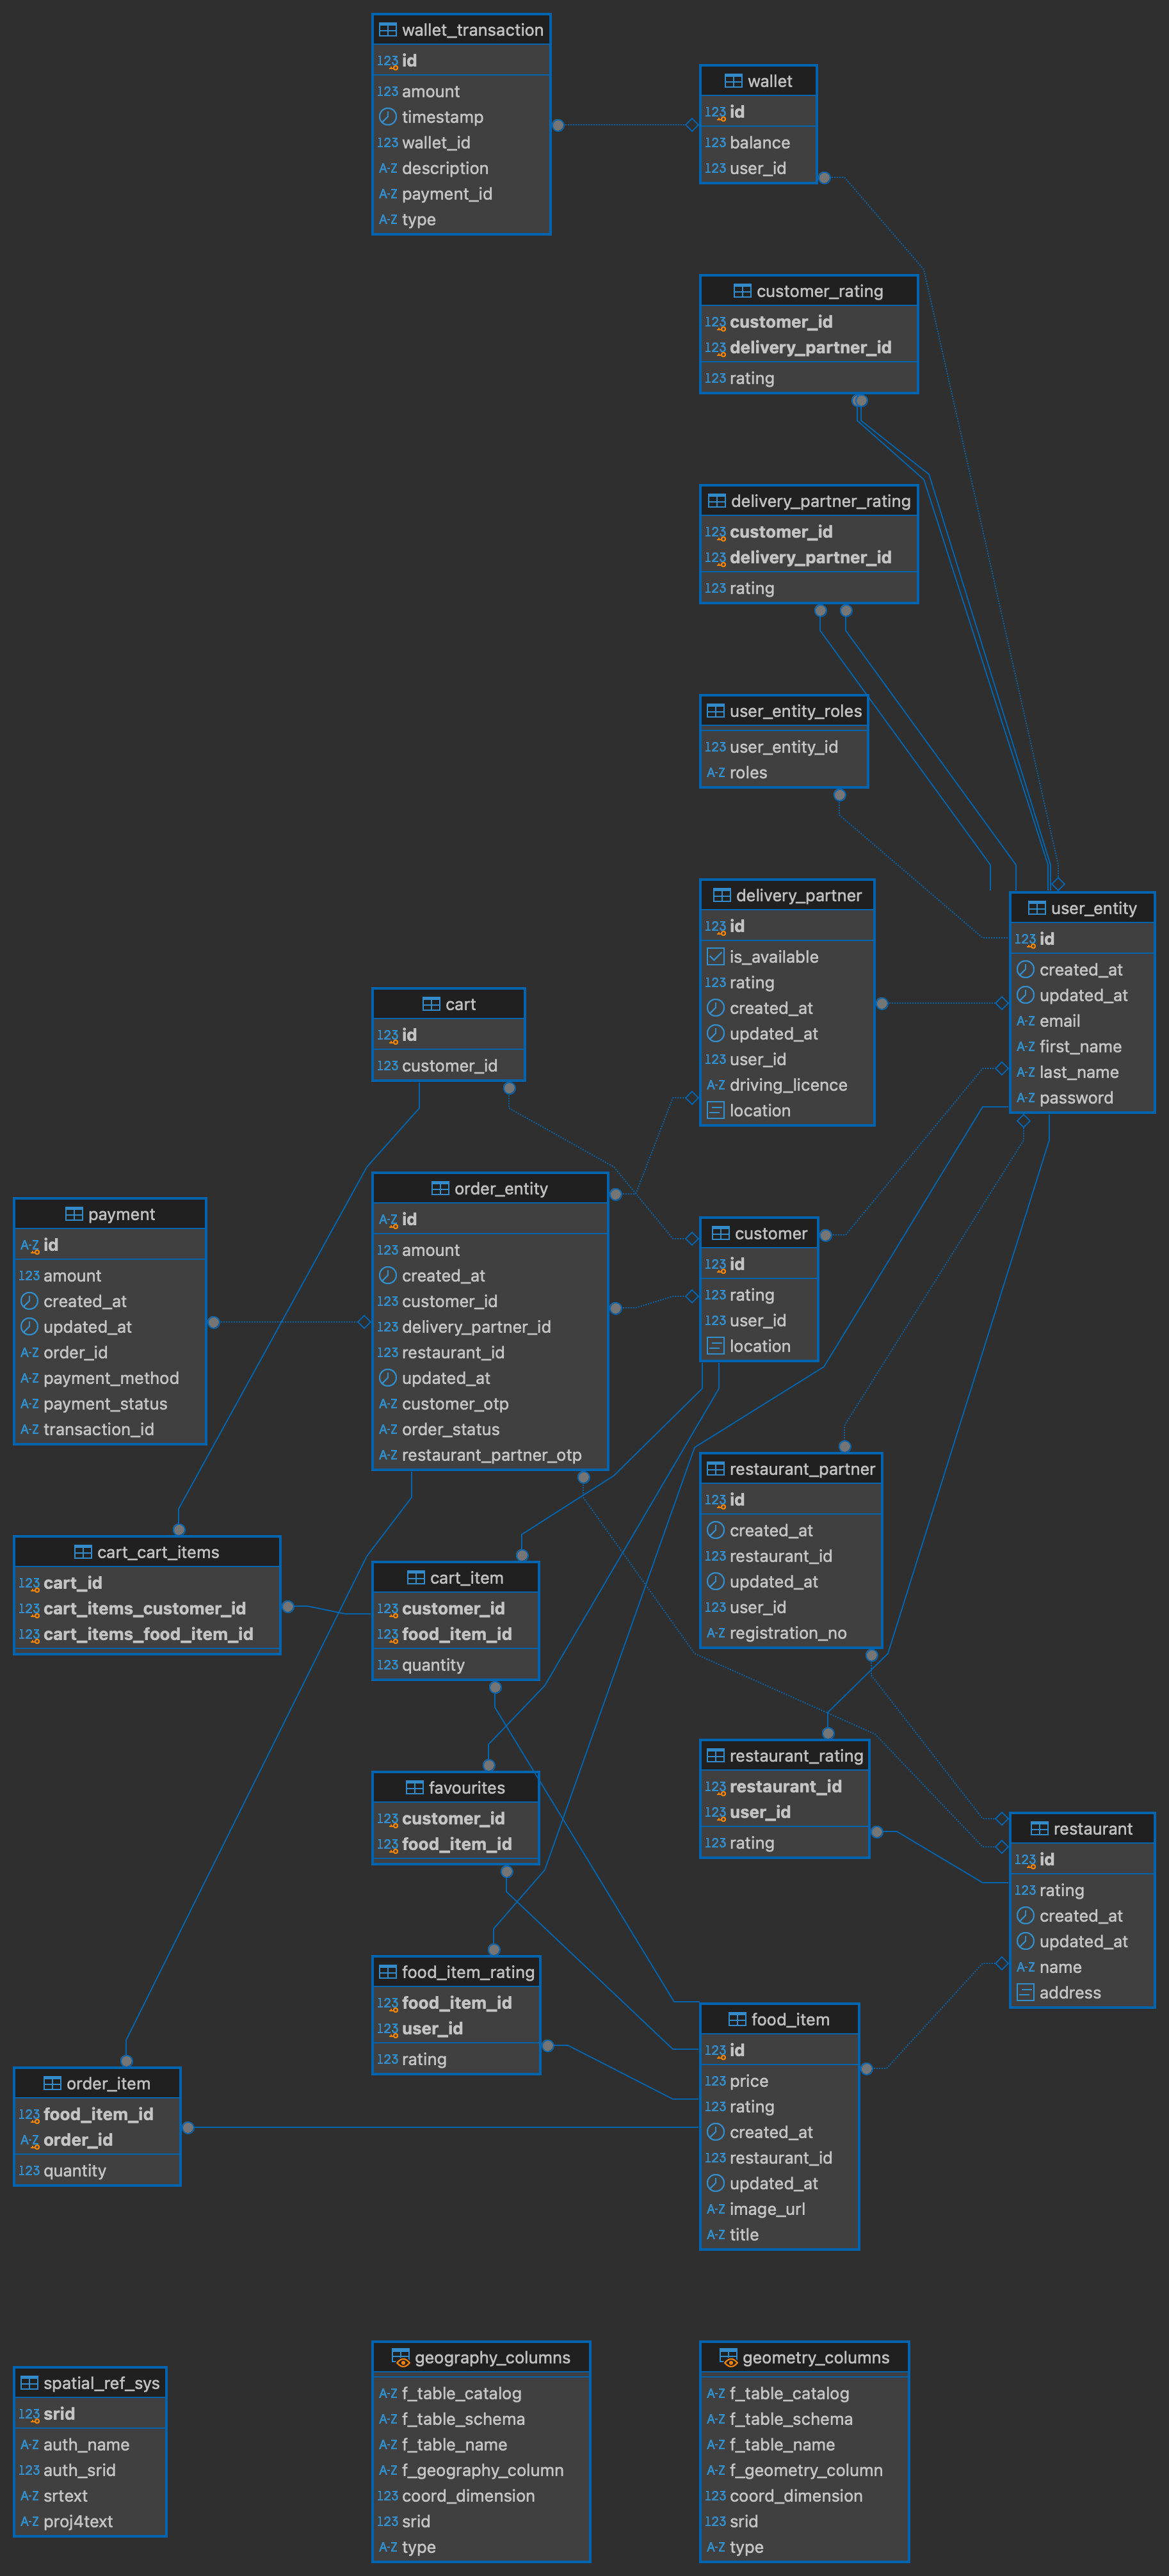 wallet_transaction
123 id
123 amount
timestamp
123 wallet_id
A-Z description
A-Z payment_id
A-Z type
wallet
123 id
123 balance
123 user_id
customer_rating
123 customer_id
123 delivery_partner_id
123 rating
delivery_partner_rating
123 customer_id
123 delivery_partner_id
123 rating
user_entity_roles
123 user_entity_id
A-Z roles
delivery_partner
123 id
is_available
123 rating
created_at
updated_at
123 user_id
A-Z driving_licence
location
user_entity
123 id
created_at
updated_at
A-Z email
A-Z first_name
A-Z last_name
A-Z password
cart
123 id
123 customer_id
payment
A-Z id
123 amount
created_at
updated_at
A-Z order_id
A-Z payment_method
A-Z payment_status
A-Z transaction_id
order_entity
A-Z id
123 amount
created_at
123 customer_id
123 delivery_partner_id
123 restaurant_id
updated_at
A-Z customer_otp
A-Z order_status
A-Z restaurant_partner_otp
customer
123 id
123 rating
123 user_id
location
restaurant_partner
123 id
created_at
123 restaurant_id
updated_at
123 user_id
A-Z registration_no
cart_cart_items
123 cart_id
123 cart_items_customer_id
123 cart_items_food_item_id
cart_item
123 customer_id
123 food_item_id
123 quantity
restaurant_rating
123 restaurant_id
123 user_id
123 rating
favourites
123 customer_id
123 food_item_id
restaurant
123 id
123 rating
created_at
updated_at
A-Z name
address
food_item_rating
123 food_item_id
123 user_id
123 rating
food_item
123 id
123 price
123 rating
created_at
123 restaurant_id
updated_at
A-Z image_url
A-Z title
order_item
123 food_item_id
A-Z order_id
123 quantity
spatial_ref_sys
123 srid
A-Z auth_name
123 auth_srid
A-Z srtext
A-Z proj4text
geography_columns
A-Z f_table_catalog
A-Z f_table_schema
A-Z f_table_name
A-Z f_geography_column
123 coord_dimension
123 srid
A-Z type
geometry_columns
A-Z f_table_catalog
A-Z f_table_schema
A-Z f_table_name
A-Z f_geometry_column
123 coord_dimension
123 srid
A-Z type